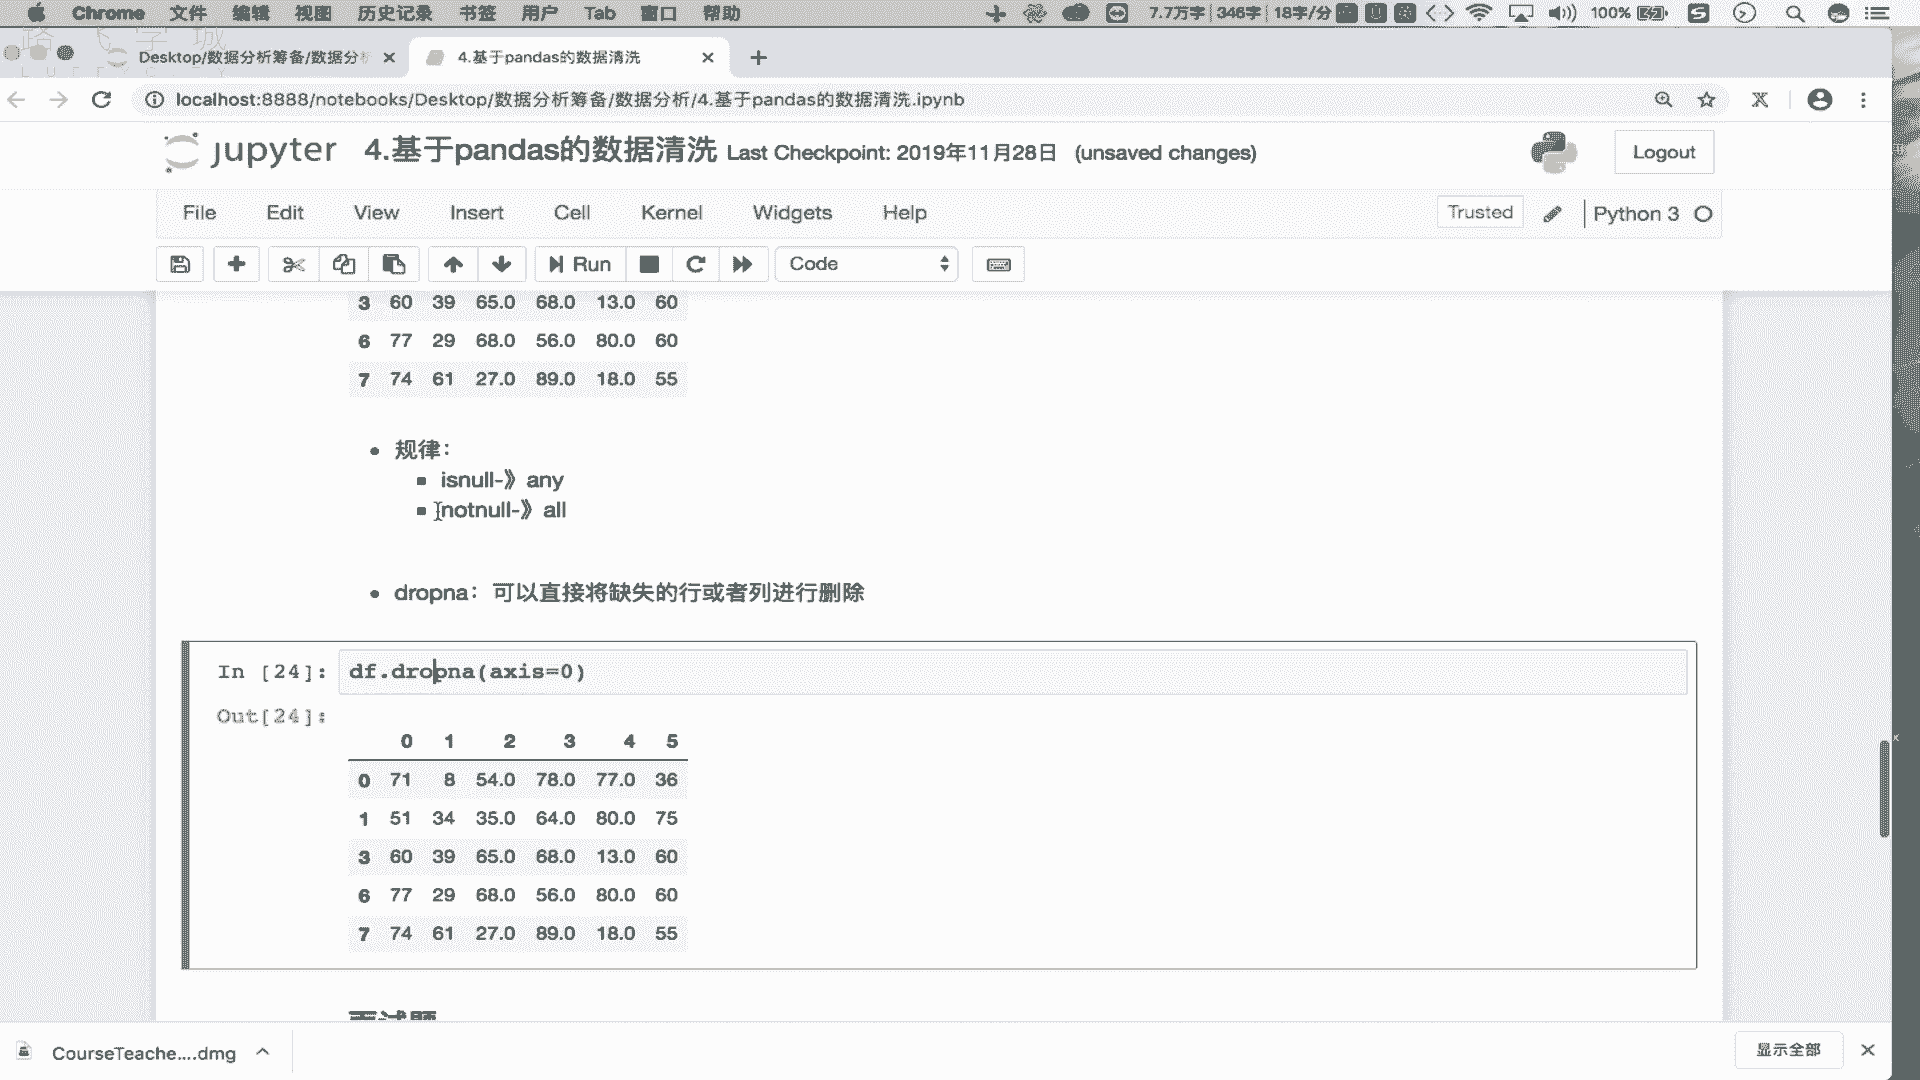 Chrome 文件 编辑 视图 历史记录 书签 用户 Tab 窗口 帮助 7.7万字 346字 18字/分 100%
Desktop/数据分析筹备/数据分 4.基于pandas的数据清洗
localhost:8888/notebooks/Desktop/数据分析筹备/数据分析/4.基于pandas的数据清洗.ipynb
jupyter 4.基于pandas的数据清洗 Last Checkpoint: 2019年11月28日 (unsaved changes) Logout
File Edit View Insert Cell Kernel Widgets Help Trusted Python 3
Run Code
3 60 39 65.0 68.0 13.0 60
6 77 29 68.0 56.0 80.0 60
7 74 61 27.0 89.0 18.0 55
规律：
isnull-》any
notnull-》all
dropna：可以直接将缺失的行或者列进行删除
In [24]: df.dropna(axis=0)
Out[24]:
0 1 2 3 4 5
0 71 8 54.0 78.0 77.0 36
1 51 34 35.0 64.0 80.0 75
3 60 39 65.0 68.0 13.0 60
6 77 29 68.0 56.0 80.0 60
7 74 61 27.0 89.0 18.0 55
CourseTeache....dmg 显示全部